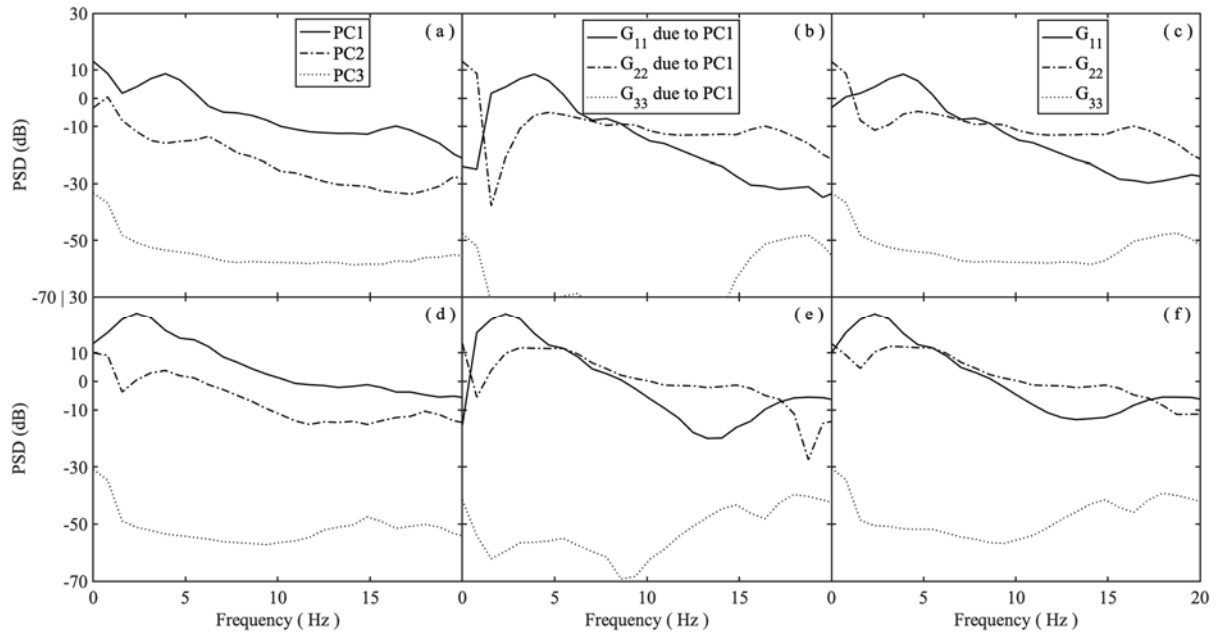 30
10
0
-10
-30
-50
-70 | 30
PSD (dB)
( a )
PC1
PC2
PC3
( b )
G11 due to PC1
G22 due to PC1
G33 due to PC1
( c )
G11
G22
G33
10
0
-10
-30
-50
-70
PSD (dB)
( d )
( e )
( f )
0 5 10 15 0 5 10 15 0 5 10 15 20
Frequency ( Hz ) Frequency ( Hz ) Frequency ( Hz )